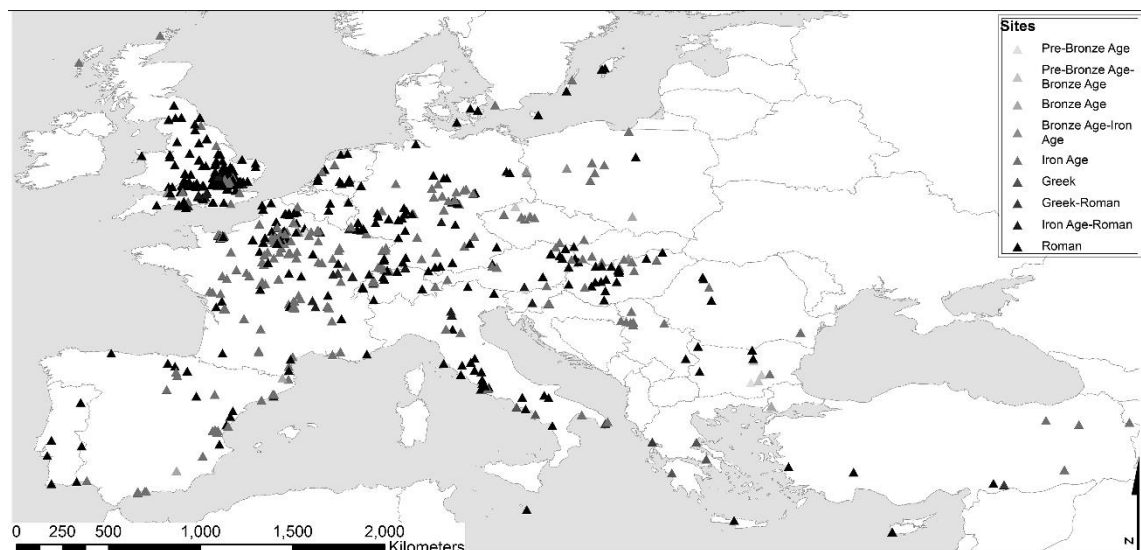 Sites
Pre-Bronze Age
Pre-Bronze Age-
Bronze Age
Bronze Age
Bronze Age-Iron
Age
Iron Age
Greek
Greek-Roman
Iron Age-Roman
Roman
0 250 500 1,000 1,500 2,000
Kilometers
N